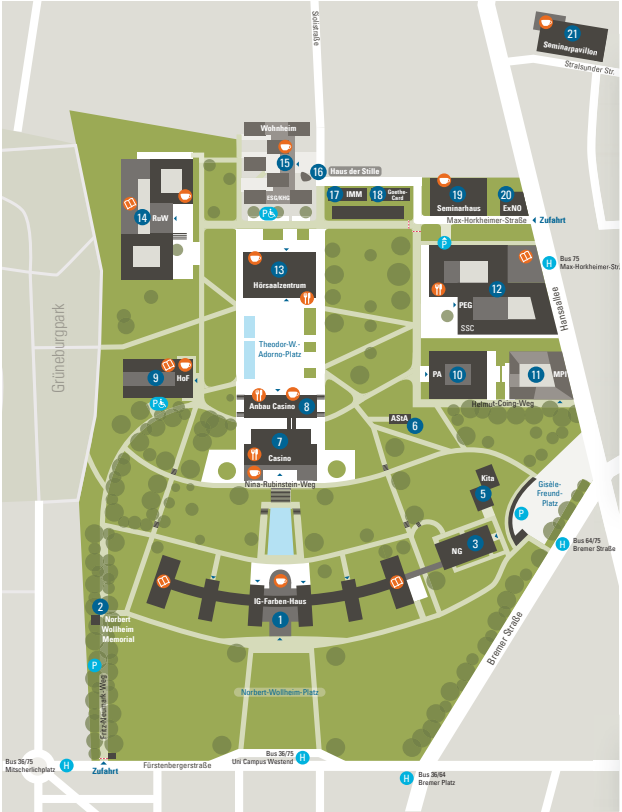 21
Seminarpavillon
Stralsunder Str.
Wohnheim
15
16
Haus der Stille
ESG/KHG
P
17
IMM
18
Goethe-
Card
19
Seminarhaus
20
ExNO
Max-Horkheimer-Straße
Zufahrt
14
RuW
P
H
Bus 75
13
Hörsaalzentrum
12
PEG
SSC
Hansaallee
Grüneburgpark
Theodor-W.-
Adorno-Platz
9
HoF
P
PA
10
11
MPI
Helmut-Coing-Weg
Anbau Casino
8
AStA
6
7
Casino
Nina-Rubinstein-Weg
Kita
5
Gisèle-
Freund-
Platz
P
3
NG
H
Bus 64/75
Bremer Straße
IG-Farben-Haus
1
2
Norbert
Wollheim
Memorial
P
Fritz-Neumark-Weg
Bremer Straße
Norbert-Wollheim-Platz
Bus 36/75
Mitscherlichplatz
H
Zufahrt
Fürstenbergerstraße
Bus 36/75
Uni Campus Westend
H
H
Bus 36/64
Bremer Platz